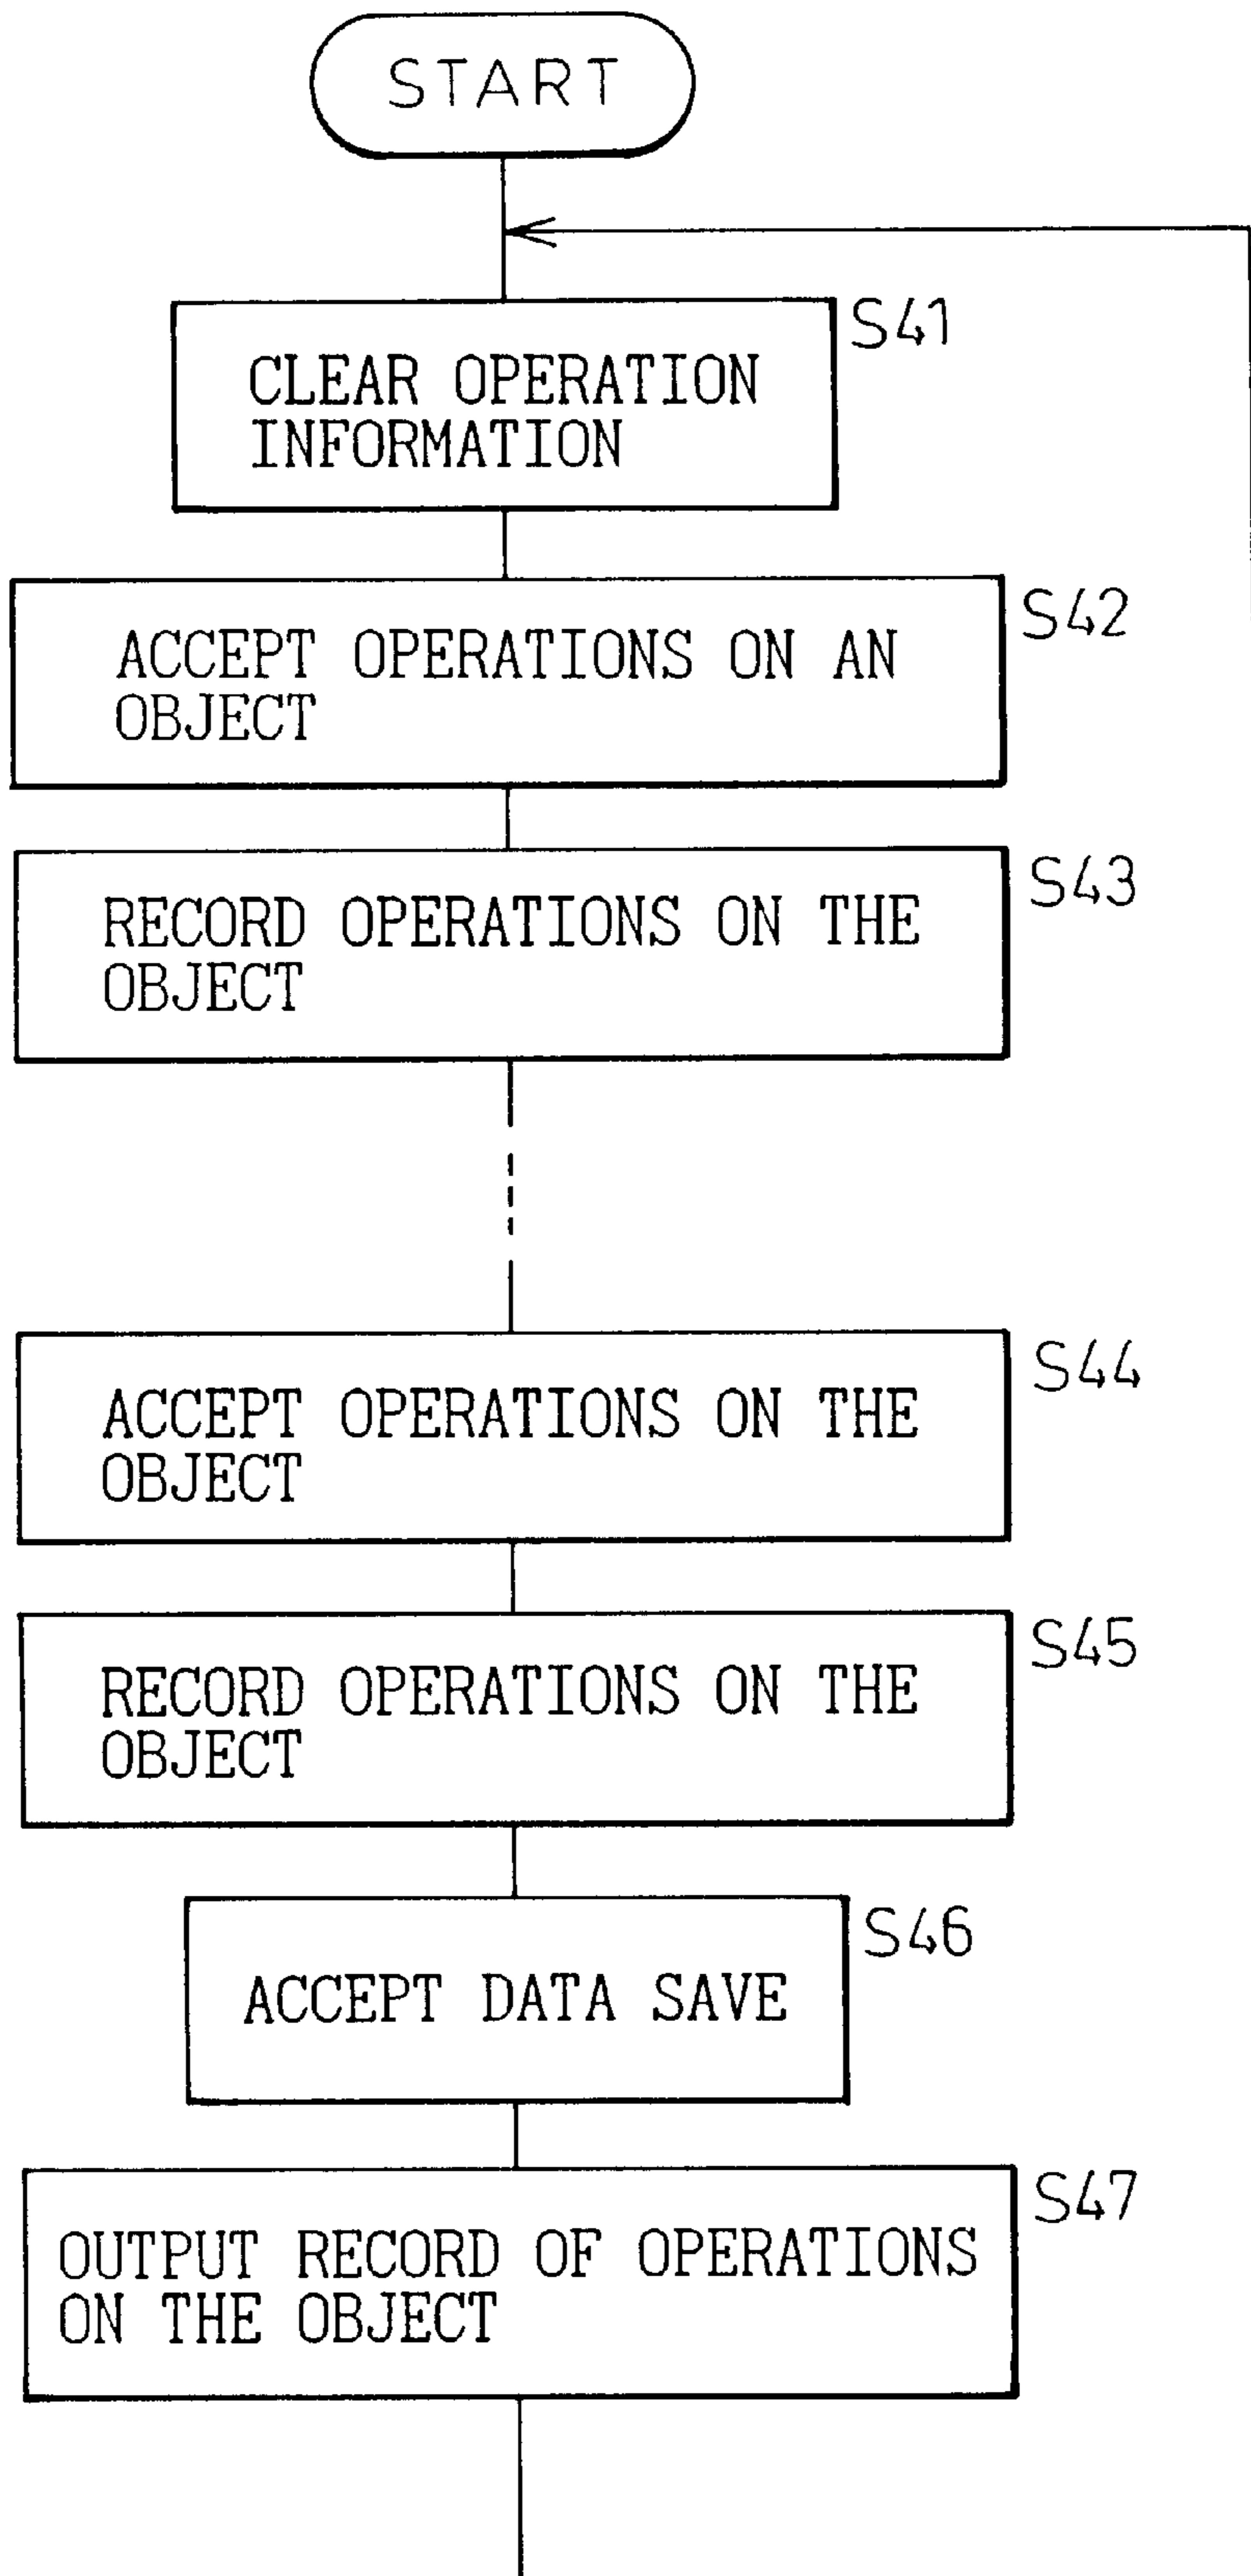 START
S41
CLEAR OPERATION
INFORMATION
S42
ACCEPT OPERATIONS ON AN
OBJECT
S43
RECORD OPERATIONS ON THE
OBJECT
S44
ACCEPT OPERATIONS ON THE
OBJECT
S45
RECORD OPERATIONS ON THE
OBJECT
S46
ACCEPT DATA SAVE
S47
OUTPUT RECORD OF OPERATIONS
ON THE OBJECT